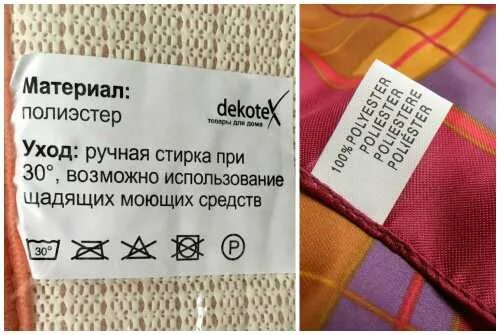 Материал:
полиэстер
dekoteX
товары для дома
Уход: ручная стирка при
30°, возможно использование
щадящих моющих средств
30°
P
100% POLYESTER
POLIESTER
POLIESTERE
POLIÉSTER